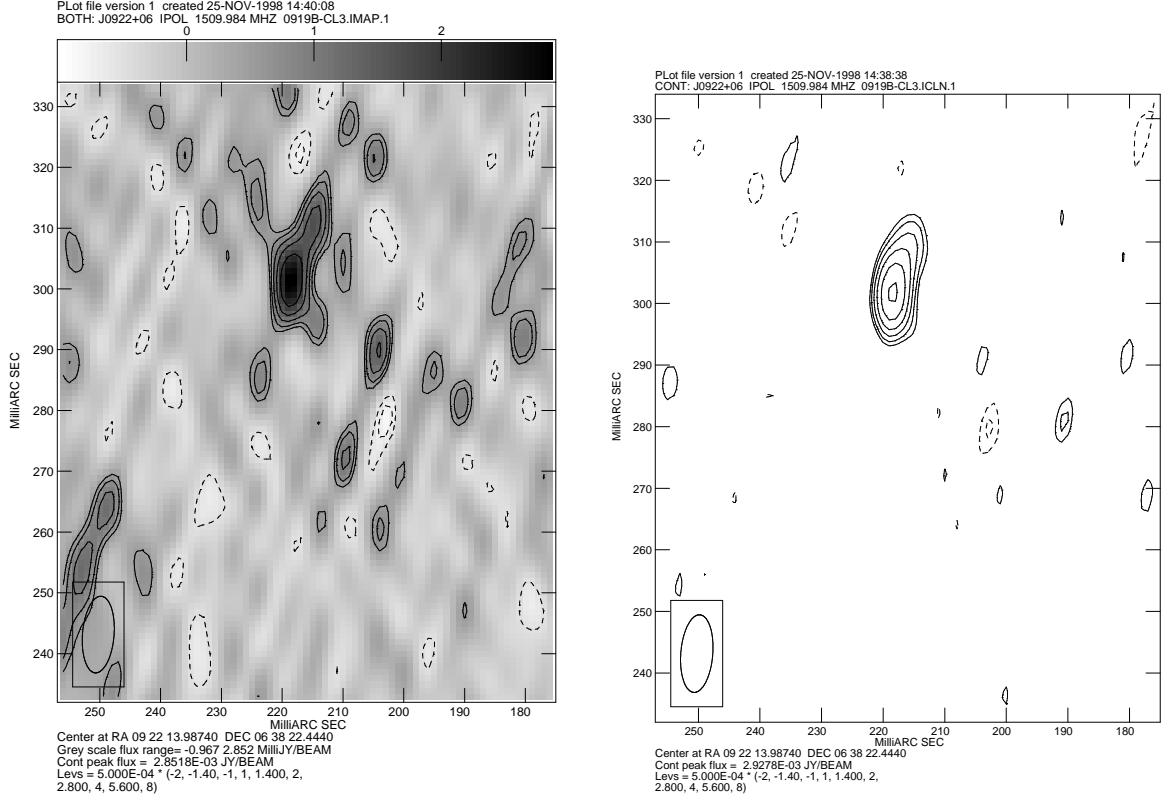 PLot file version 1 created 25-NOV-1998 14:40:08
BOTH: J0922+06 IPOL 1509.984 MHZ 0919B-CL3.IMAP.1
0 1 2
MilliARC SEC
330
320
310
300
290
280
270
260
250
240
250 240 230 220 210 200 190 180
MilliARC SEC
Center at RA 09 22 13.98740 DEC 06 38 22.4440
Grey scale flux range= -0.967 2.852 MilliJY/BEAM
Cont peak flux = 2.8518E-03 JY/BEAM
Levs = 5.000E-04 * (-2, -1.40, -1, 1, 1.400, 2,
2.800, 4, 5.600, 8)
PLot file version 1 created 25-NOV-1998 14:38:38
CONT: J0922+06 IPOL 1509.984 MHZ 0919B-CL3.ICLN.1
MilliARC SEC
330
320
310
300
290
280
270
260
250
240
250 240 230 220 210 200 190 180
MilliARC SEC
Center at RA 09 22 13.98740 DEC 06 38 22.4440
Cont peak flux = 2.9278E-03 JY/BEAM
Levs = 5.000E-04 * (-2, -1.40, -1, 1, 1.400, 2,
2.800, 4, 5.600, 8)